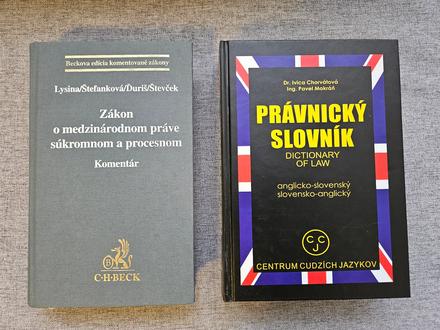 Beckova edícia komentované zákony
Lysina/Štefanková/Ďuriš/Števček
Zákon
o medzinárodnom práve
súkromnom a procesnom
Komentár
B
C·H·BECK
Dr. Ivica Chorvátová
Ing. Pavel Mokráň
PRÁVNICKÝ
SLOVNÍK
DICTIONARY
OF LAW
anglicko-slovenský
slovensko-anglický
C C
J
CENTRUM CUDZÍCH JAZYKOV